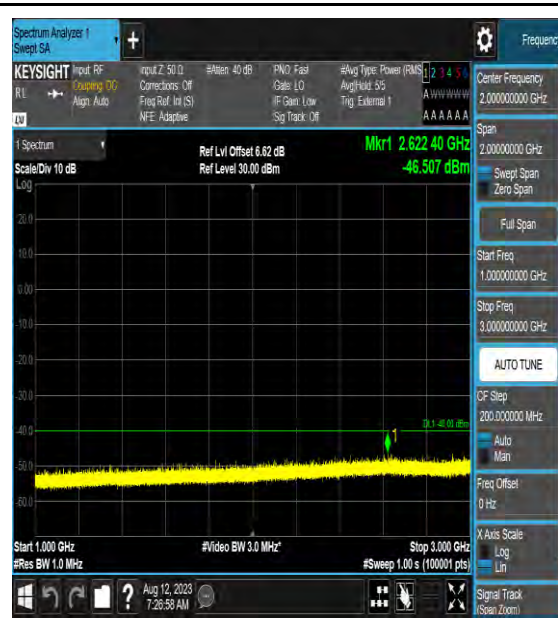 Spectrum Analyzer 1
Swept SA
+
Frequenc
KEYSIGHT
RL
Input: RF
Coupling: DC
Align: Auto
Input Z: 50 Ω
Corrections: Off
Freq Ref: Int (S)
NFE: Adaptive
#Atten: 40 dB
PNO: Fast
Gate: LO
IF Gain: Low
Sig Track: Off
#Avg Type: Power (RMS
Avg|Hold: 5/5
Trig: External 1
1 2 3 4 5 6
A W W W W W
A A A A A A
LW
1 Spectrum
Scale/Div 10 dB
Log
Ref Lvl Offset 6.62 dB
Ref Level 30.00 dBm
Mkr1 2.622 40 GHz
-46.507 dBm
20.0
10.0
0.00
-10.0
-20.0
-30.0
-40.0
-50.0
-60.0
DL1 -40.00 dBm
1
Start 1.000 GHz
#Res BW 1.0 MHz
#Video BW 3.0 MHz*
Stop 3.000 GHz
#Sweep 1.00 s (100001 pts)
Center Frequency
2.000000000 GHz
Span
2.00000000 GHz
Swept Span
Zero Span
Full Span
Start Freq
1.000000000 GHz
Stop Freq
3.000000000 GHz
AUTO TUNE
CF Step
200.000000 MHz
Auto
Man
Freq Offset
0 Hz
X Axis Scale
Log
Lin
Signal Track
(Span Zoom)
?
Aug 12, 2023
7:26:58 AM